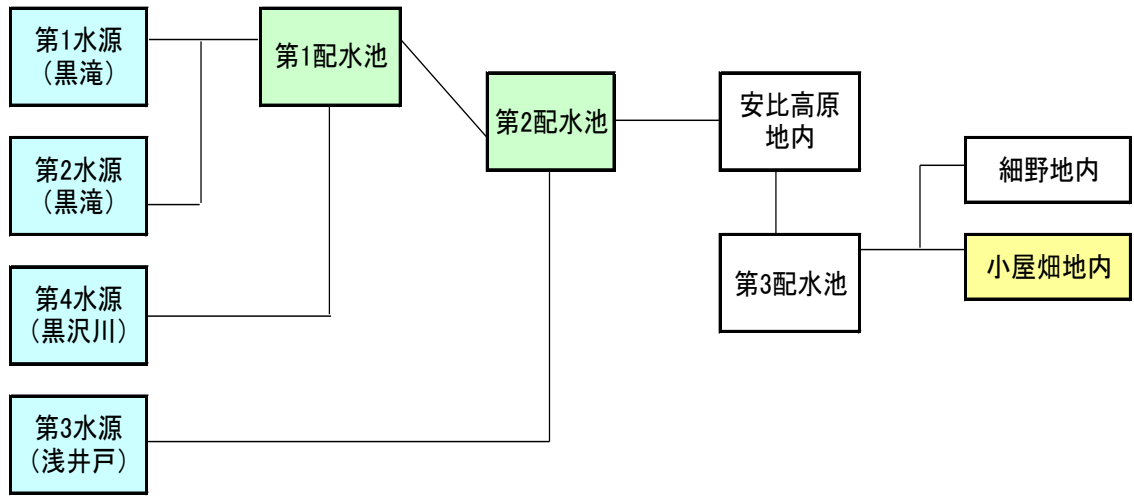 第1水源
（黒滝）
第2水源
（黒滝）
第4水源
（黒沢川）
第3水源
（浅井戸）
第1配水池
第2配水池
安比高原
地内
第3配水池
細野地内
小屋畑地内